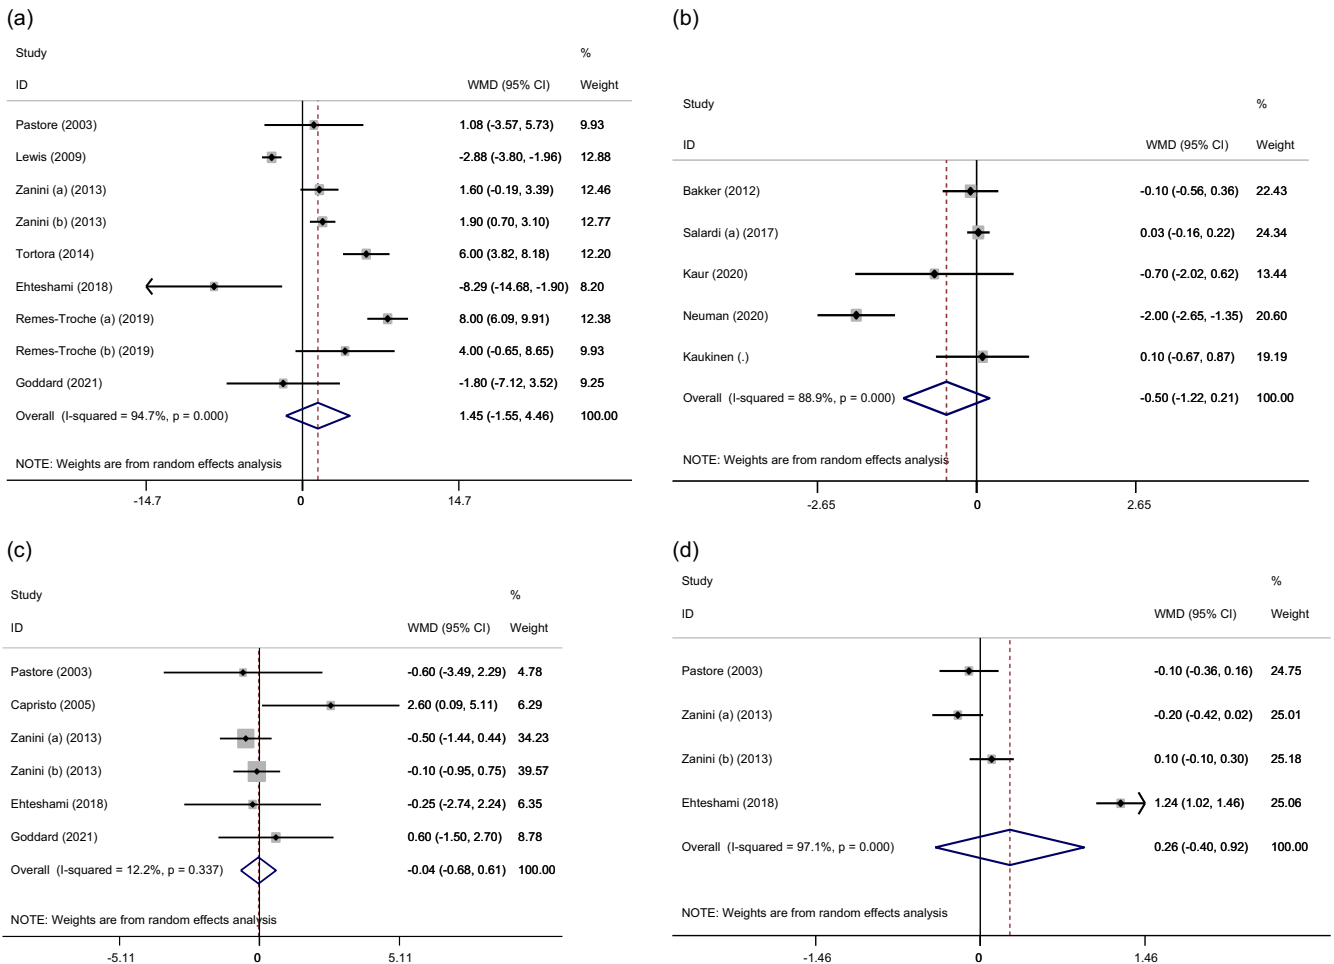 (a)
Study %
ID WMD (95% CI) Weight
Pastore (2003) 1.08 (-3.57, 5.73) 9.93
Lewis (2009) -2.88 (-3.80, -1.96) 12.88
Zanini (a) (2013) 1.60 (-0.19, 3.39) 12.46
Zanini (b) (2013) 1.90 (0.70, 3.10) 12.77
Tortora (2014) 6.00 (3.82, 8.18) 12.20
Ehteshami (2018) -8.29 (-14.68, -1.90) 8.20
Remes-Troche (a) (2019) 8.00 (6.09, 9.91) 12.38
Remes-Troche (b) (2019) 4.00 (-0.65, 8.65) 9.93
Goddard (2021) -1.80 (-7.12, 3.52) 9.25
Overall (I-squared = 94.7%, p = 0.000) 1.45 (-1.55, 4.46) 100.00
NOTE: Weights are from random effects analysis
-14.7 0 14.7
(b)
Study %
ID WMD (95% CI) Weight
Bakker (2012) -0.10 (-0.56, 0.36) 22.43
Salardi (a) (2017) 0.03 (-0.16, 0.22) 24.34
Kaur (2020) -0.70 (-2.02, 0.62) 13.44
Neuman (2020) -2.00 (-2.65, -1.35) 20.60
Kaukinen (.) 0.10 (-0.67, 0.87) 19.19
Overall (I-squared = 88.9%, p = 0.000) -0.50 (-1.22, 0.21) 100.00
NOTE: Weights are from random effects analysis
-2.65 0 2.65
(c)
Study %
ID WMD (95% CI) Weight
Pastore (2003) -0.60 (-3.49, 2.29) 4.78
Capristo (2005) 2.60 (0.09, 5.11) 6.29
Zanini (a) (2013) -0.50 (-1.44, 0.44) 34.23
Zanini (b) (2013) -0.10 (-0.95, 0.75) 39.57
Ehteshami (2018) -0.25 (-2.74, 2.24) 6.35
Goddard (2021) 0.60 (-1.50, 2.70) 8.78
Overall (I-squared = 12.2%, p = 0.337) -0.04 (-0.68, 0.61) 100.00
NOTE: Weights are from random effects analysis
-5.11 0 5.11
(d)
Study %
ID WMD (95% CI) Weight
Pastore (2003) -0.10 (-0.36, 0.16) 24.75
Zanini (a) (2013) -0.20 (-0.42, 0.02) 25.01
Zanini (b) (2013) 0.10 (-0.10, 0.30) 25.18
Ehteshami (2018) 1.24 (1.02, 1.46) 25.06
Overall (I-squared = 97.1%, p = 0.000) 0.26 (-0.40, 0.92) 100.00
NOTE: Weights are from random effects analysis
-1.46 0 1.46